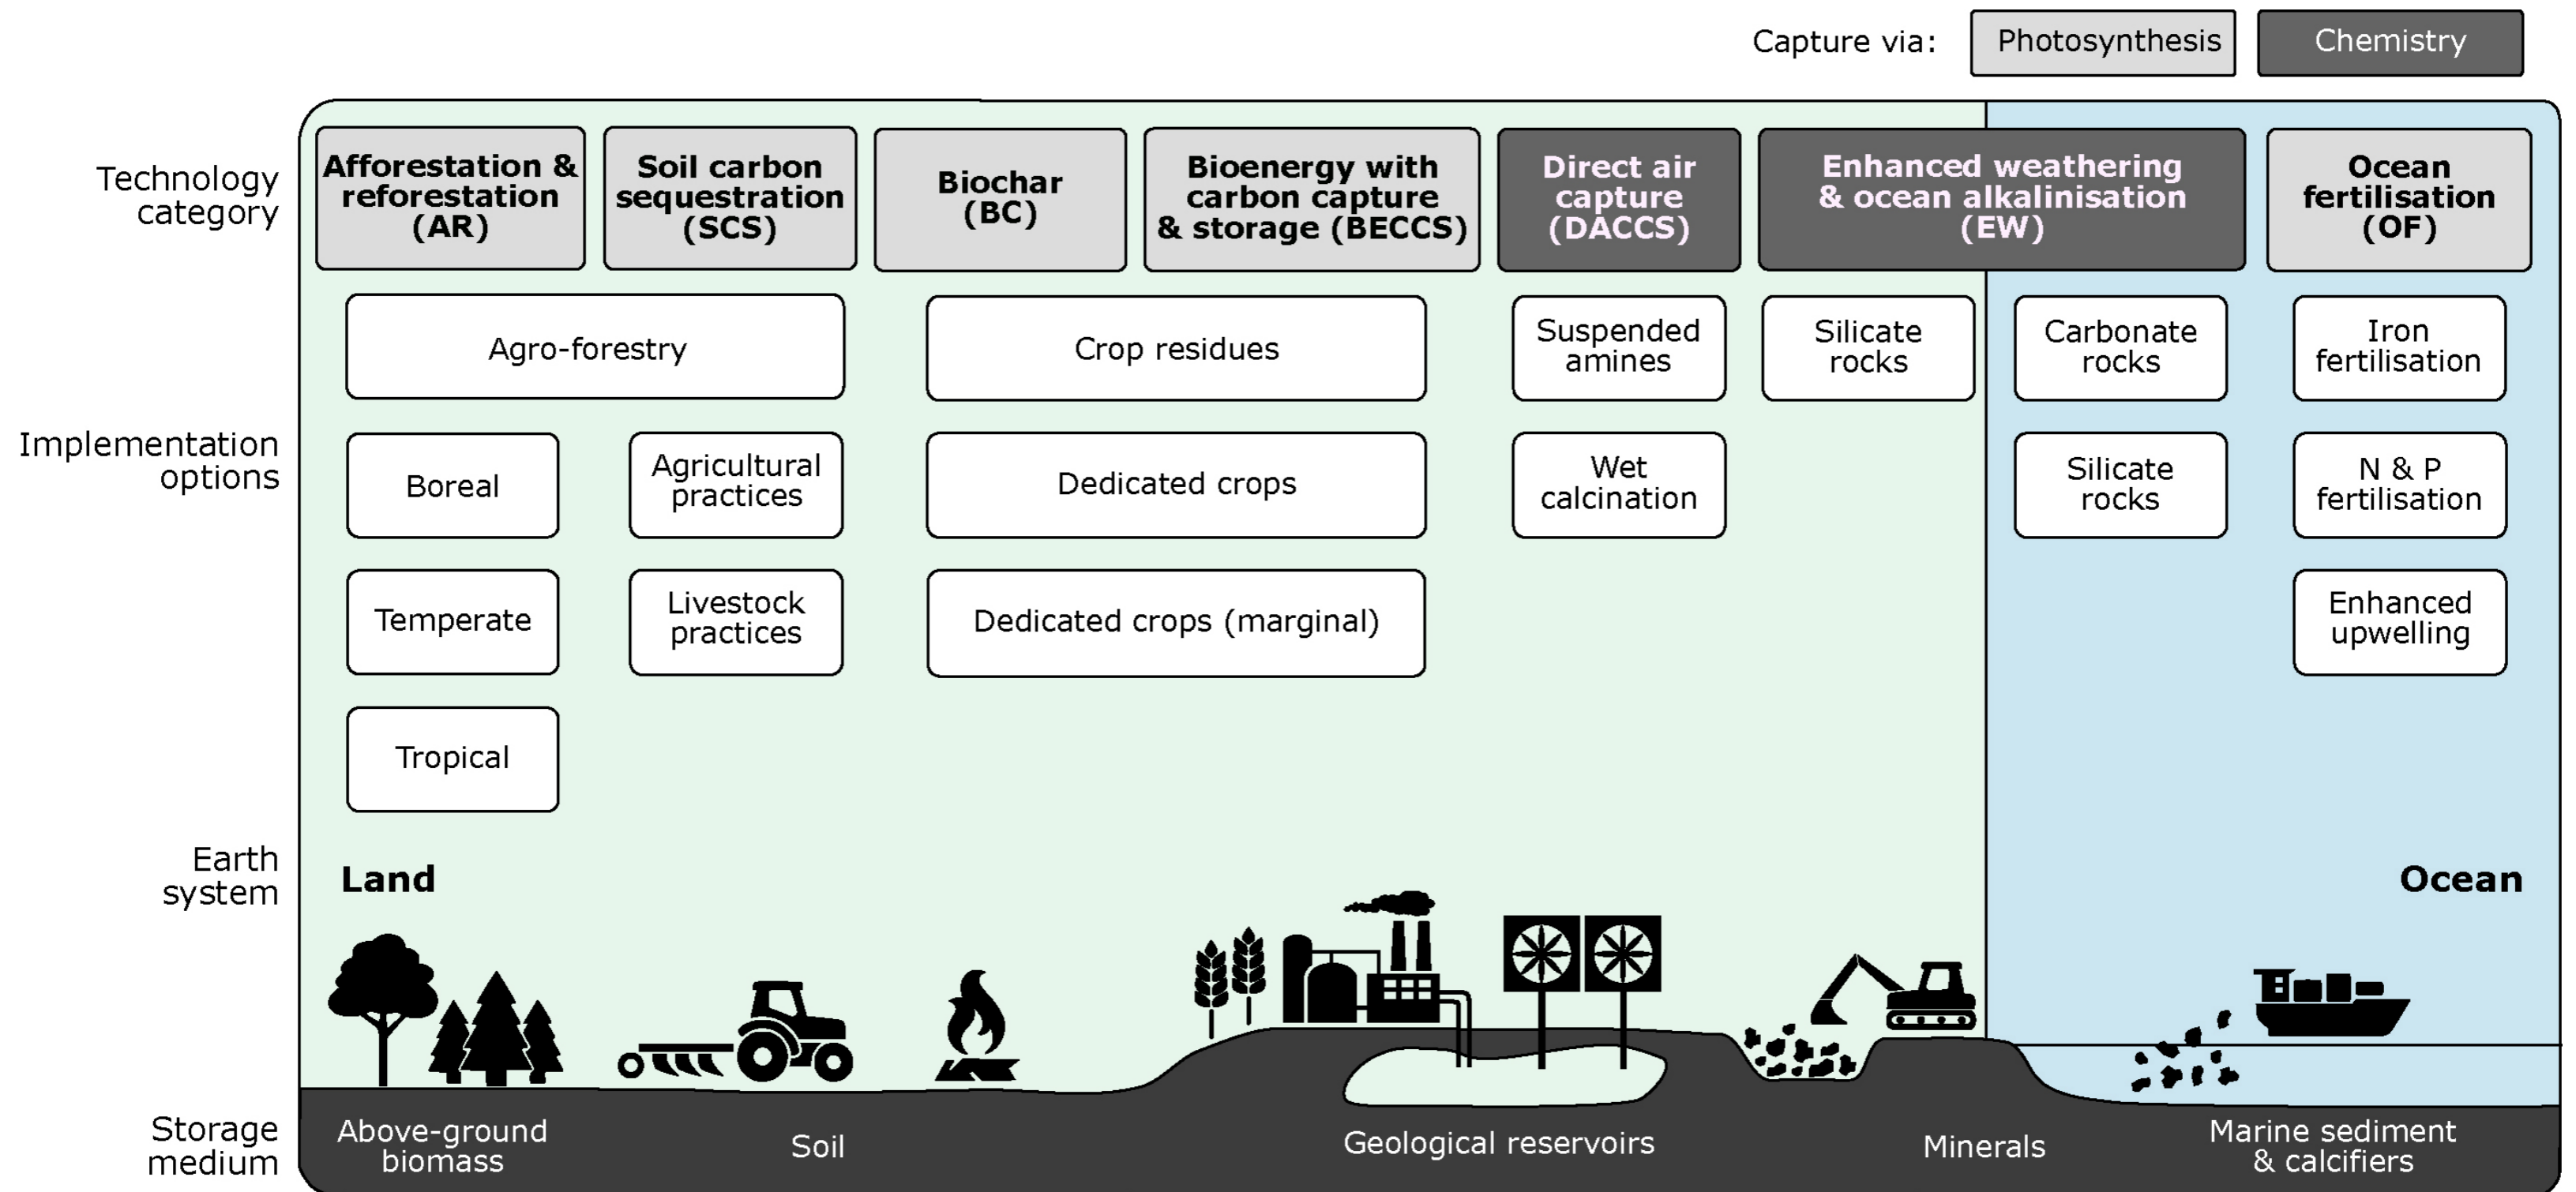 Capture via:
Photosynthesis
Chemistry
Technology
category
Afforestation &
reforestation
(AR)
Soil carbon
sequestration
(SCS)
Biochar
(BC)
Bioenergy with
carbon capture
& storage (BECCS)
Direct air
capture
(DACCS)
Enhanced weathering
& ocean alkalinisation
(EW)
Ocean
fertilisation
(OF)
Implementation
options
Agro-forestry
Crop residues
Suspended
amines
Silicate
rocks
Carbonate
rocks
Iron
fertilisation
Boreal
Agricultural
practices
Dedicated crops
Wet
calcination
Silicate
rocks
N & P
fertilisation
Temperate
Livestock
practices
Dedicated crops (marginal)
Enhanced
upwelling
Tropical
Earth
system
Land
Ocean
Storage
medium
Above-ground
biomass
Soil
Geological reservoirs
Minerals
Marine sediment
& calcifiers